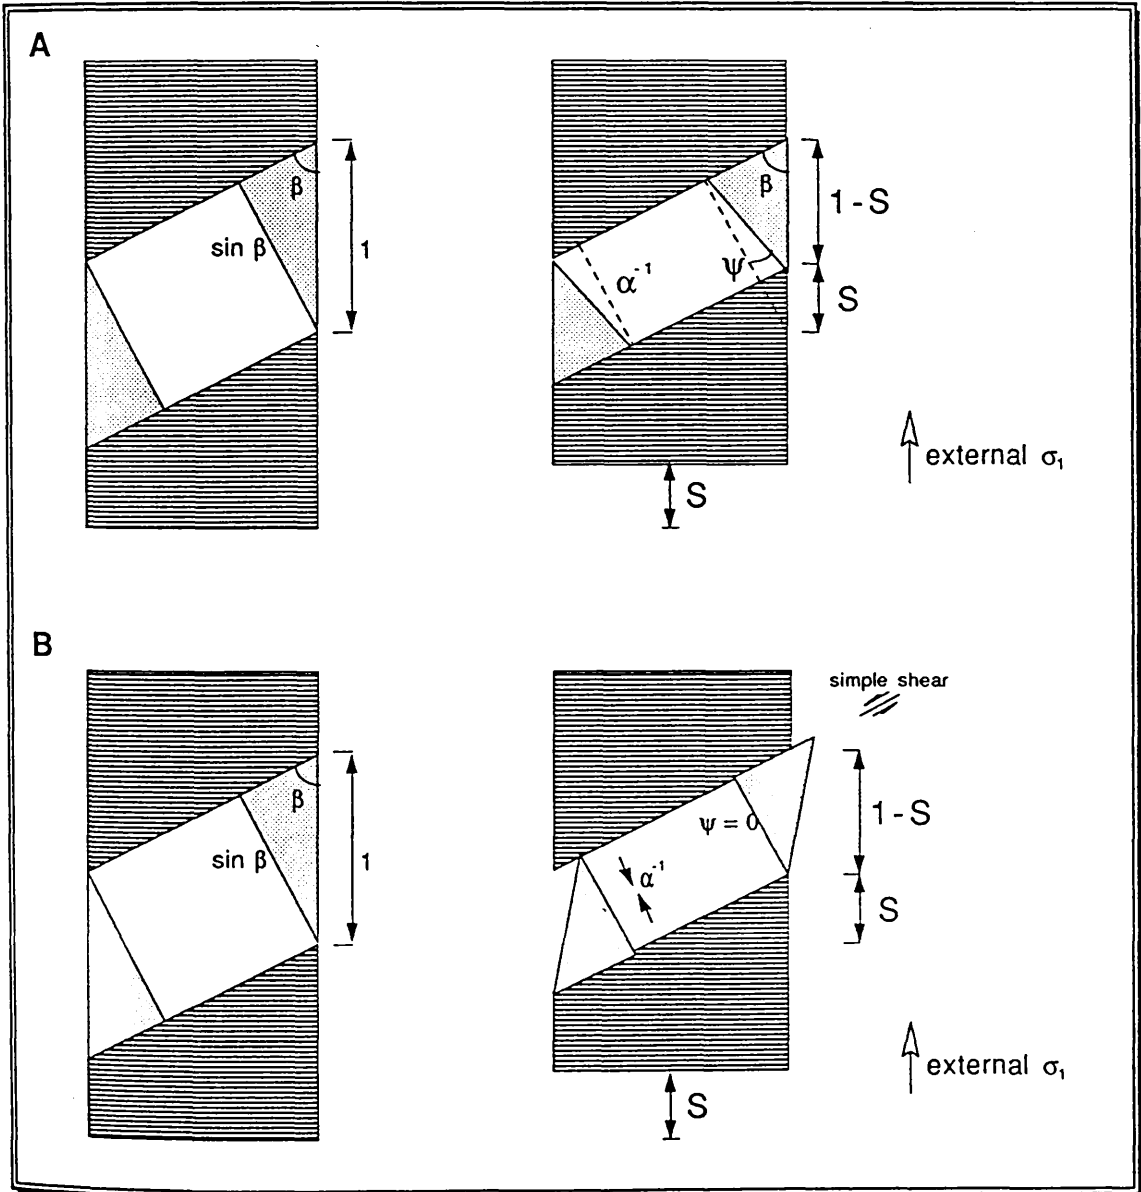 A
β
sin β
1
β
1 - S
α⁻¹
ψ
S
external σ₁
S
B
simple shear
β
sin β
1
ψ = 0
1 - S
α⁻¹
S
external σ₁
S